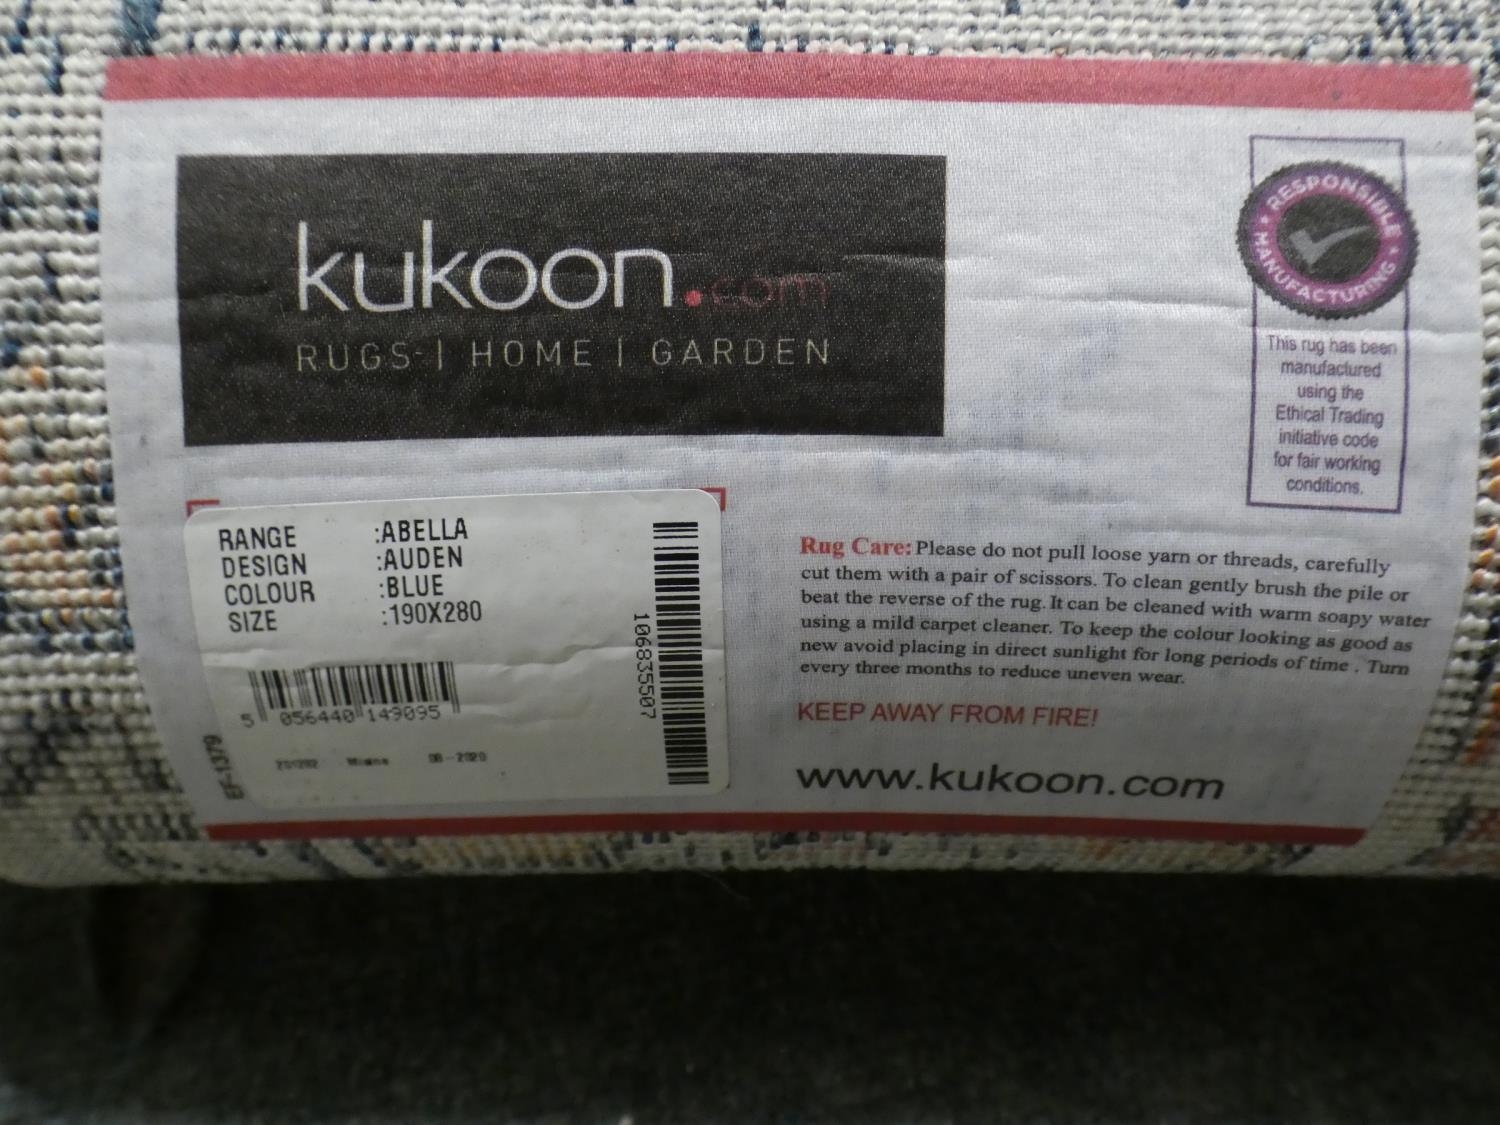 kukoon.com
RUGS | HOME | GARDEN
RESPONSIBLE
MANUFACTURING
This rug has been
manufactured
using the
Ethical Trading
initiative code
for fair working
conditions.
RANGE :ABELLA
DESIGN :AUDEN
COLOUR :BLUE
SIZE :190X280
5 056440 149095
08-2020
106835507
EF-1379
Rug Care: Please do not pull loose yarn or threads, carefully
cut them with a pair of scissors. To clean gently brush the pile or
beat the reverse of the rug. It can be cleaned with warm soapy water
using a mild carpet cleaner. To keep the colour looking as good as
new avoid placing in direct sunlight for long periods of time . Turn
every three months to reduce uneven wear.
KEEP AWAY FROM FIRE!
www.kukoon.com